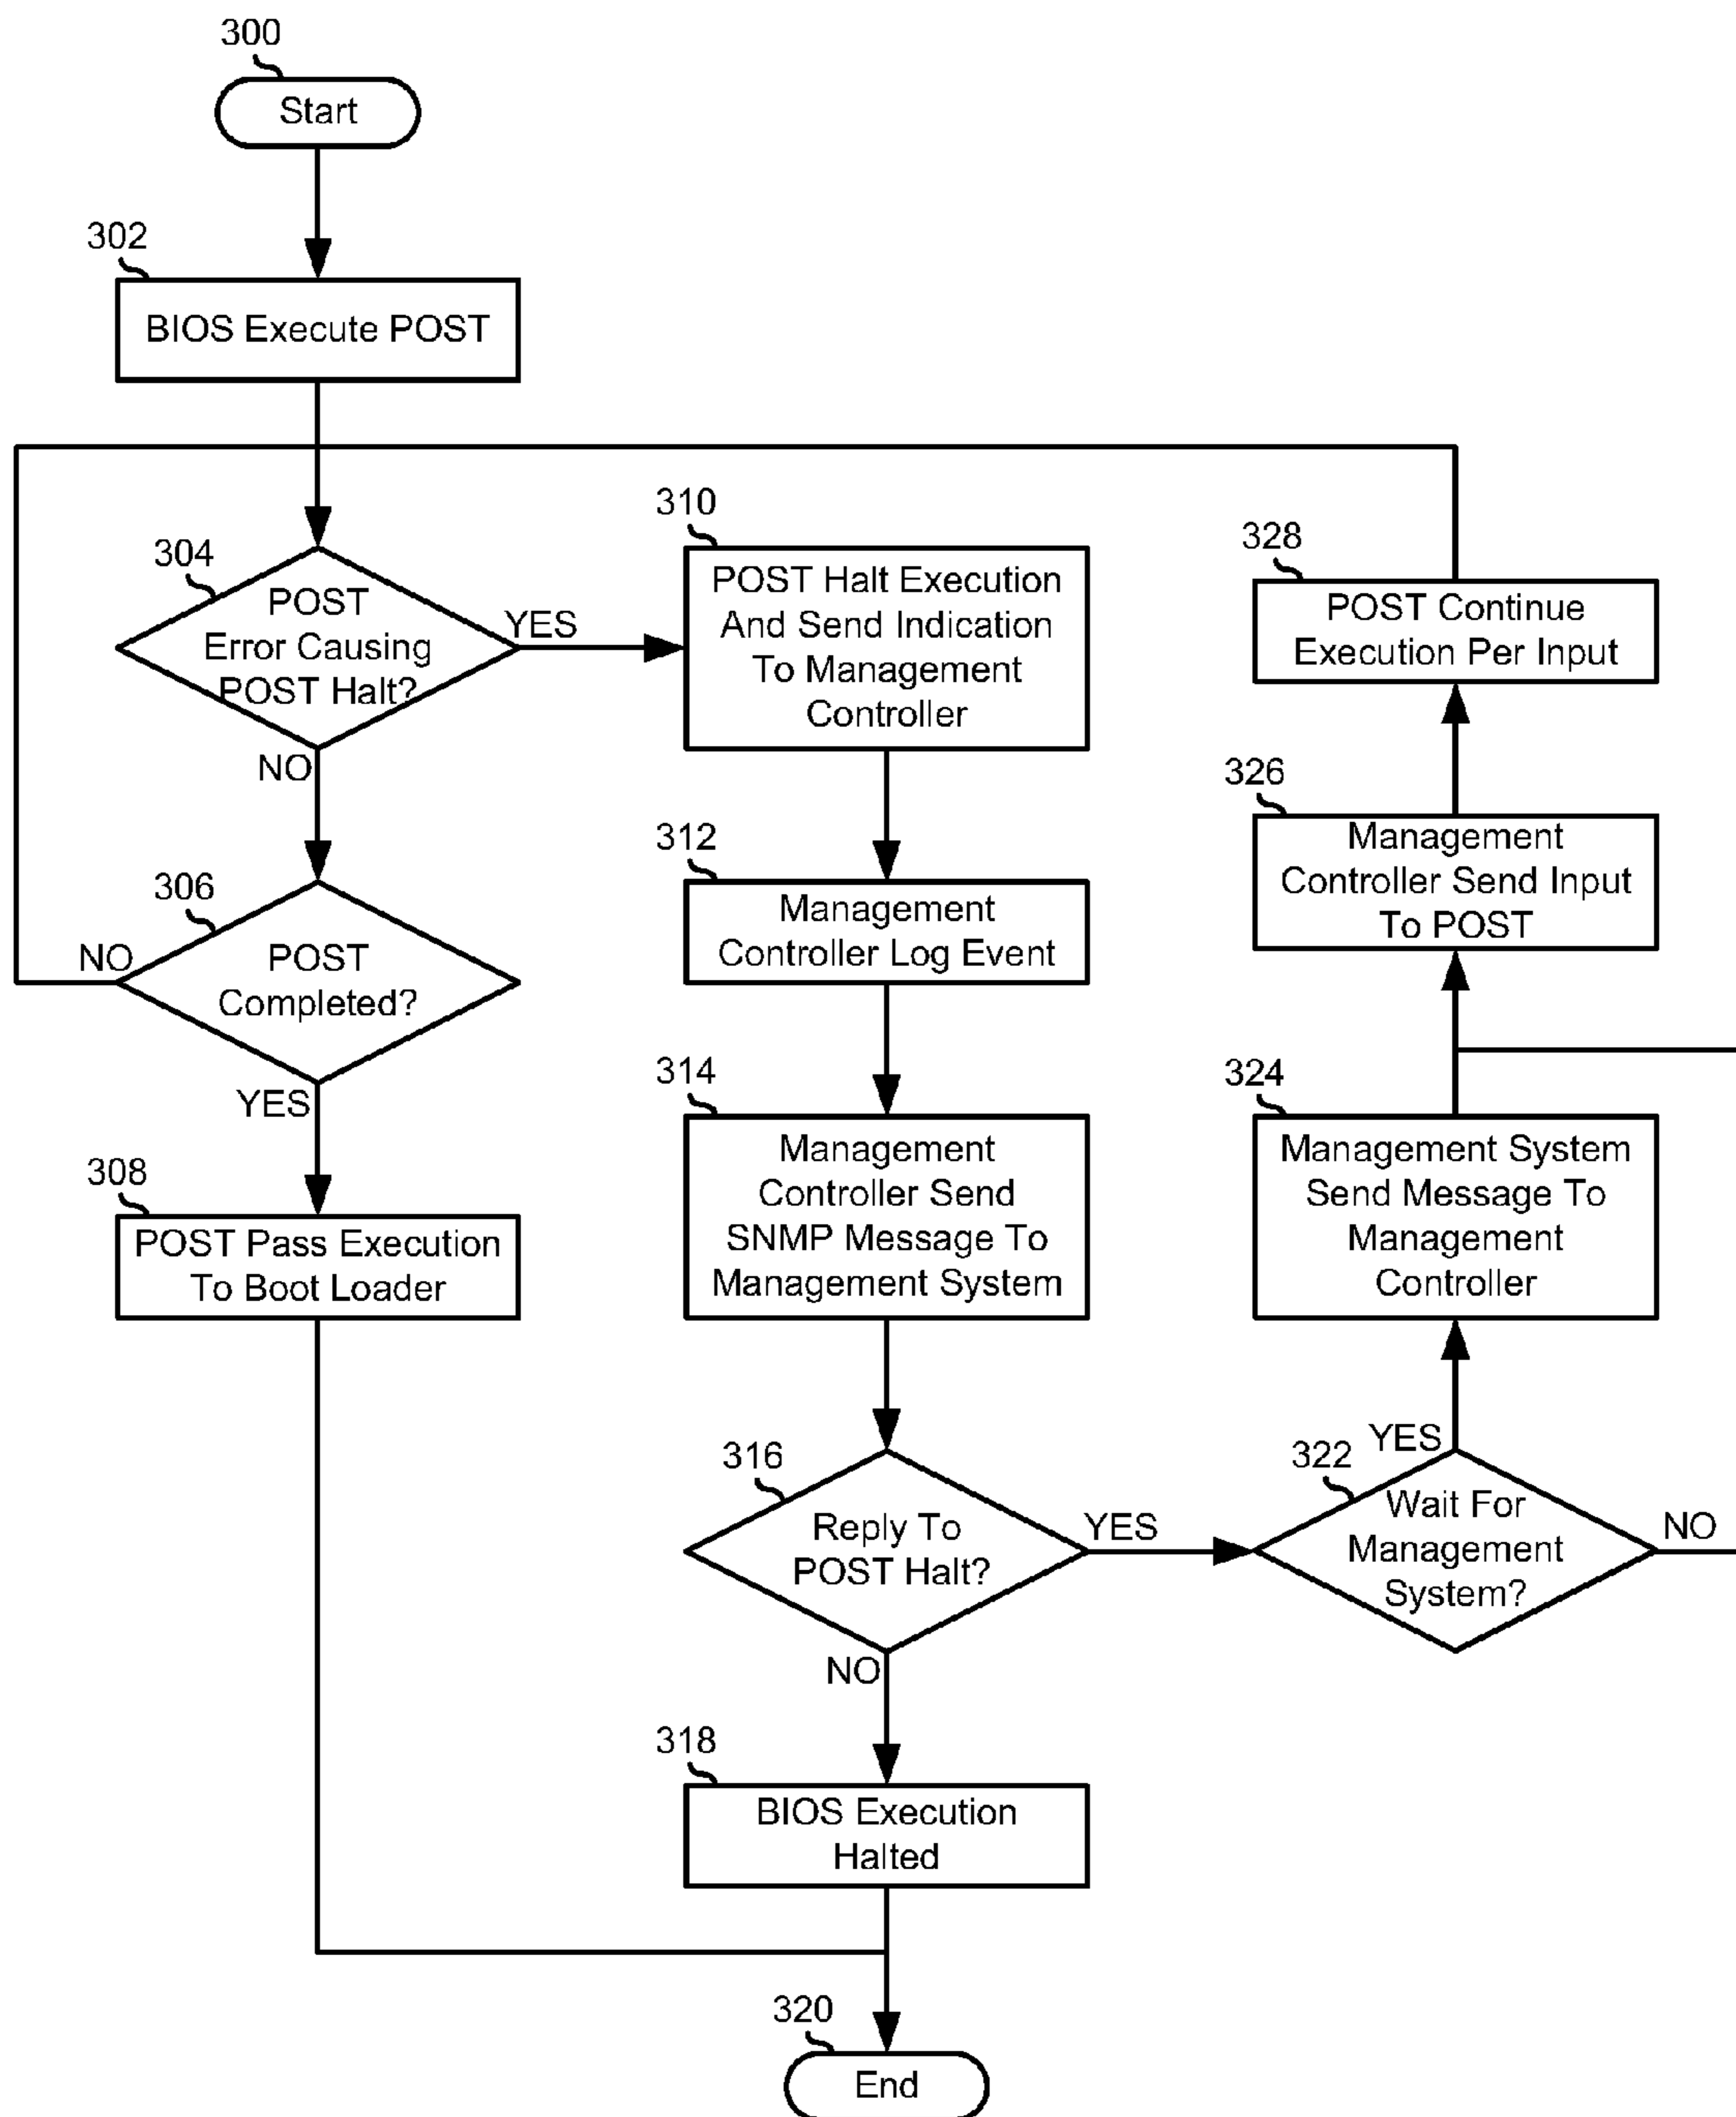 300
Start
302
BIOS Execute POST
304
POST
Error Causing
POST Halt?
YES
NO
306
POST
Completed?
NO
YES
308
POST Pass Execution
To Boot Loader
310
POST Halt Execution
And Send Indication
To Management
Controller
312
Management
Controller Log Event
314
Management
Controller Send
SNMP Message To
Management System
316
Reply To
POST Halt?
YES
NO
318
BIOS Execution
Halted
320
End
322
Wait For
Management
System?
YES
NO
324
Management System
Send Message To
Management
Controller
326
Management
Controller Send Input
To POST
328
POST Continue
Execution Per Input